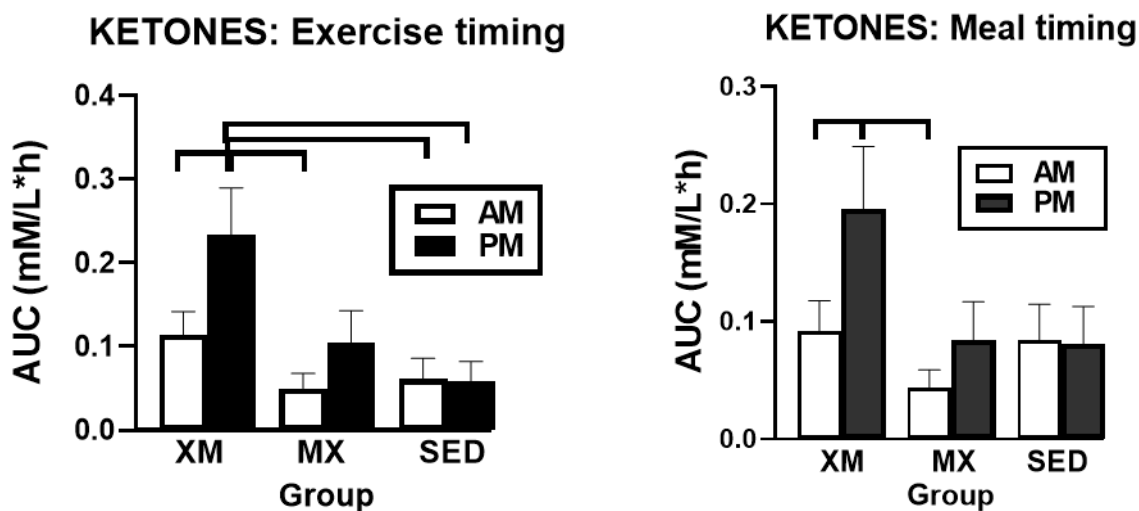 KETONES: Exercise timing
AUC (mM/L*h)
0.4
0.3
0.2
0.1
0.0
AM
PM
XM MX SED
Group
KETONES: Meal timing
AUC (mM/L*h)
0.3
0.2
0.1
0.0
AM
PM
XM MX SED
Group